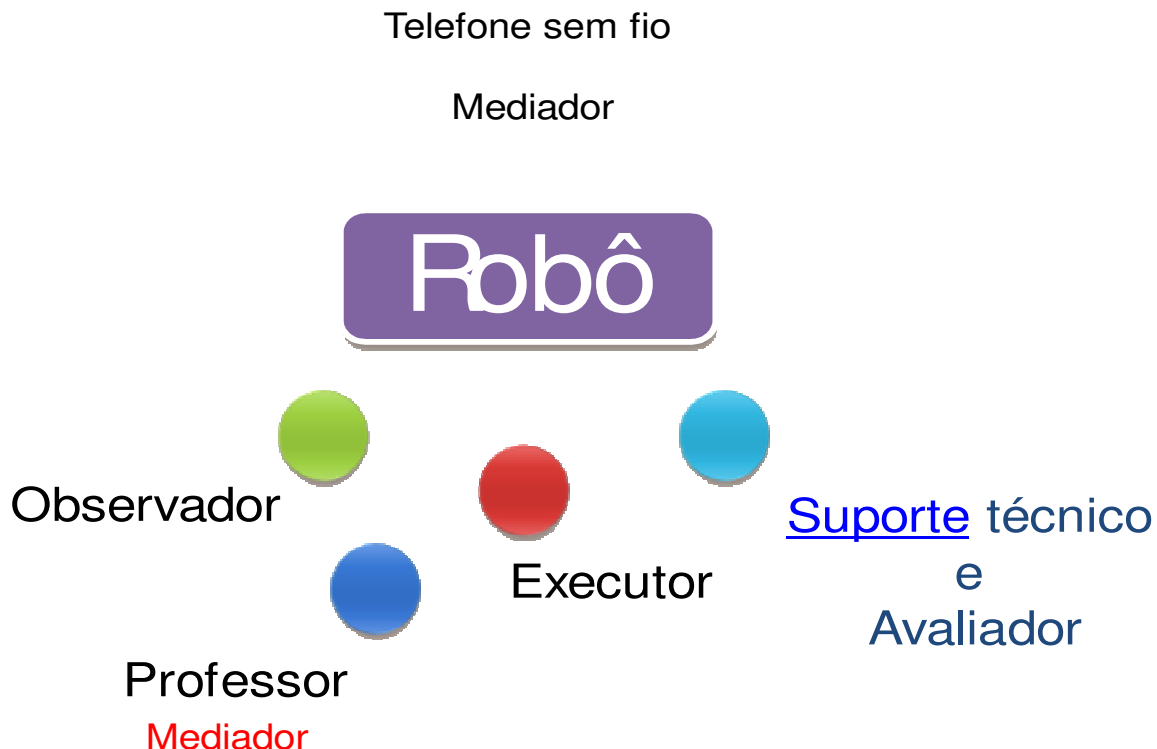 Telefone sem fio
Mediador
Robô
Observador
Suporte técnico
e
Avaliador
Executor
Professor
Mediador